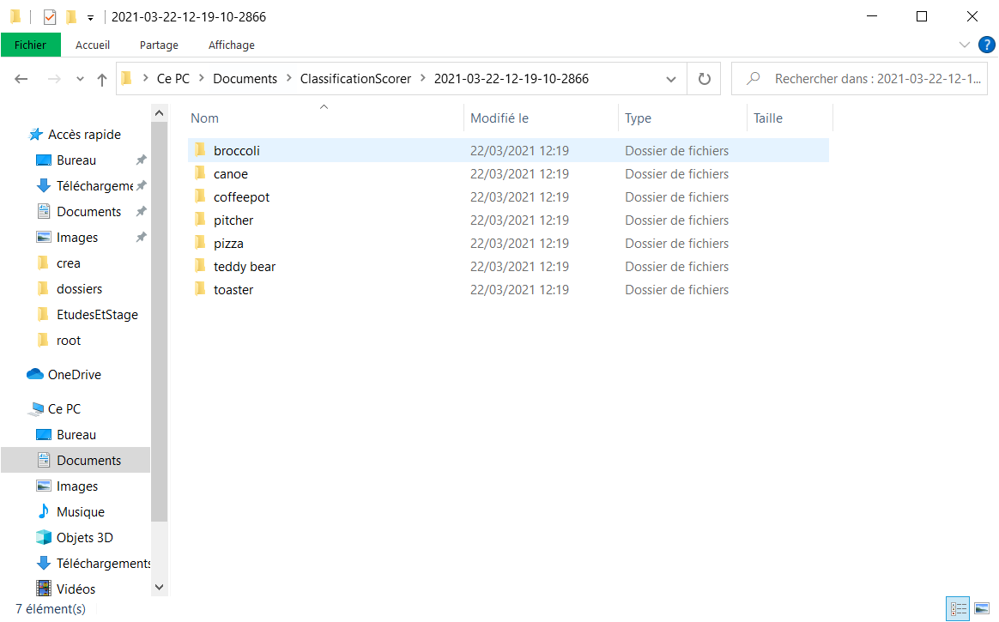 2021-03-22-12-19-10-2866
Fichier Accueil Partage Affichage ?
Ce PC Documents ClassificationScorer 2021-03-22-12-19-10-2866 Rechercher dans : 2021-03-22-12-1...
Nom Modifié le Type Taille
Accès rapide
Bureau
Téléchargeme
Documents
Images
crea
dossiers
EtudesEtStage
root
OneDrive
Ce PC
Bureau
Documents
Images
Musique
Objets 3D
Téléchargements
Vidéos
broccoli 22/03/2021 12:19 Dossier de fichiers
canoe 22/03/2021 12:19 Dossier de fichiers
coffeepot 22/03/2021 12:19 Dossier de fichiers
pitcher 22/03/2021 12:19 Dossier de fichiers
pizza 22/03/2021 12:19 Dossier de fichiers
teddy bear 22/03/2021 12:19 Dossier de fichiers
toaster 22/03/2021 12:19 Dossier de fichiers
7 élément(s)